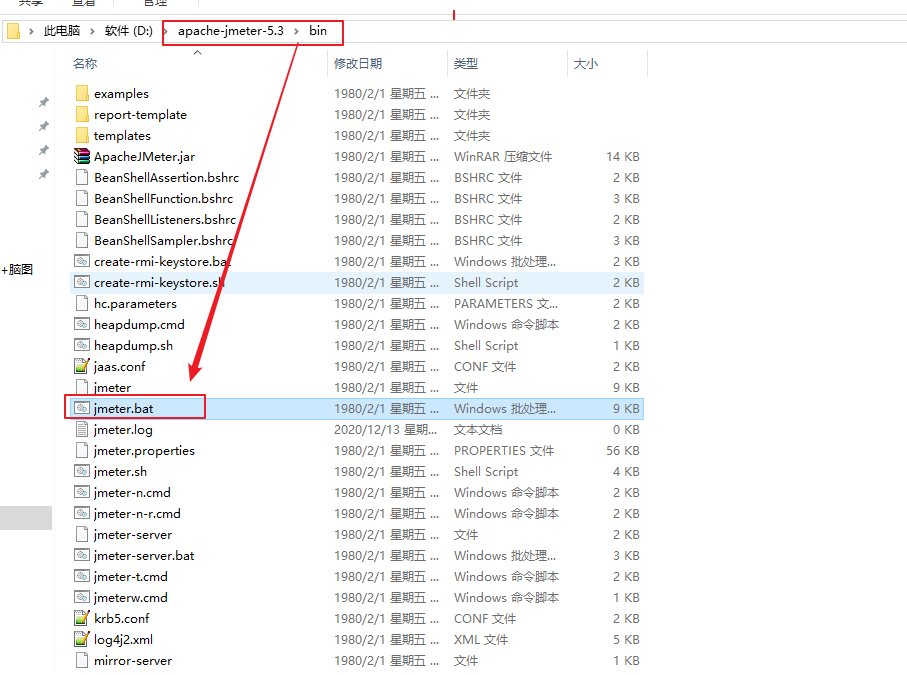 共享 查看 管理
此电脑 › 软件 (D:) › apache-jmeter-5.3 › bin
名称 修改日期 类型 大小
examples 1980/2/1 星期五 ... 文件夹
report-template 1980/2/1 星期五 ... 文件夹
templates 1980/2/1 星期五 ... 文件夹
ApacheJMeter.jar 1980/2/1 星期五 ... WinRAR 压缩文件 14 KB
BeanShellAssertion.bshrc 1980/2/1 星期五 ... BSHRC 文件 2 KB
BeanShellFunction.bshrc 1980/2/1 星期五 ... BSHRC 文件 3 KB
BeanShellListeners.bshrc 1980/2/1 星期五 ... BSHRC 文件 2 KB
BeanShellSampler.bshrc 1980/2/1 星期五 ... BSHRC 文件 3 KB
create-rmi-keystore.bat 1980/2/1 星期五 ... Windows 批处理... 2 KB
+脑图
create-rmi-keystore.sh 1980/2/1 星期五 ... Shell Script 2 KB
hc.parameters 1980/2/1 星期五 ... PARAMETERS 文... 2 KB
heapdump.cmd 1980/2/1 星期五 ... Windows 命令脚本 2 KB
heapdump.sh 1980/2/1 星期五 ... Shell Script 1 KB
jaas.conf 1980/2/1 星期五 ... CONF 文件 2 KB
jmeter 1980/2/1 星期五 ... 文件 9 KB
jmeter.bat 1980/2/1 星期五 ... Windows 批处理... 9 KB
jmeter.log 2020/12/13 星期... 文本文档 0 KB
jmeter.properties 1980/2/1 星期五 ... PROPERTIES 文件 56 KB
jmeter.sh 1980/2/1 星期五 ... Shell Script 4 KB
jmeter-n.cmd 1980/2/1 星期五 ... Windows 命令脚本 2 KB
jmeter-n-r.cmd 1980/2/1 星期五 ... Windows 命令脚本 2 KB
jmeter-server 1980/2/1 星期五 ... 文件 2 KB
jmeter-server.bat 1980/2/1 星期五 ... Windows 批处理... 3 KB
jmeter-t.cmd 1980/2/1 星期五 ... Windows 命令脚本 2 KB
jmeterw.cmd 1980/2/1 星期五 ... Windows 命令脚本 1 KB
krb5.conf 1980/2/1 星期五 ... CONF 文件 2 KB
log4j2.xml 1980/2/1 星期五 ... XML 文件 5 KB
mirror-server 1980/2/1 星期五 ... 文件 1 KB